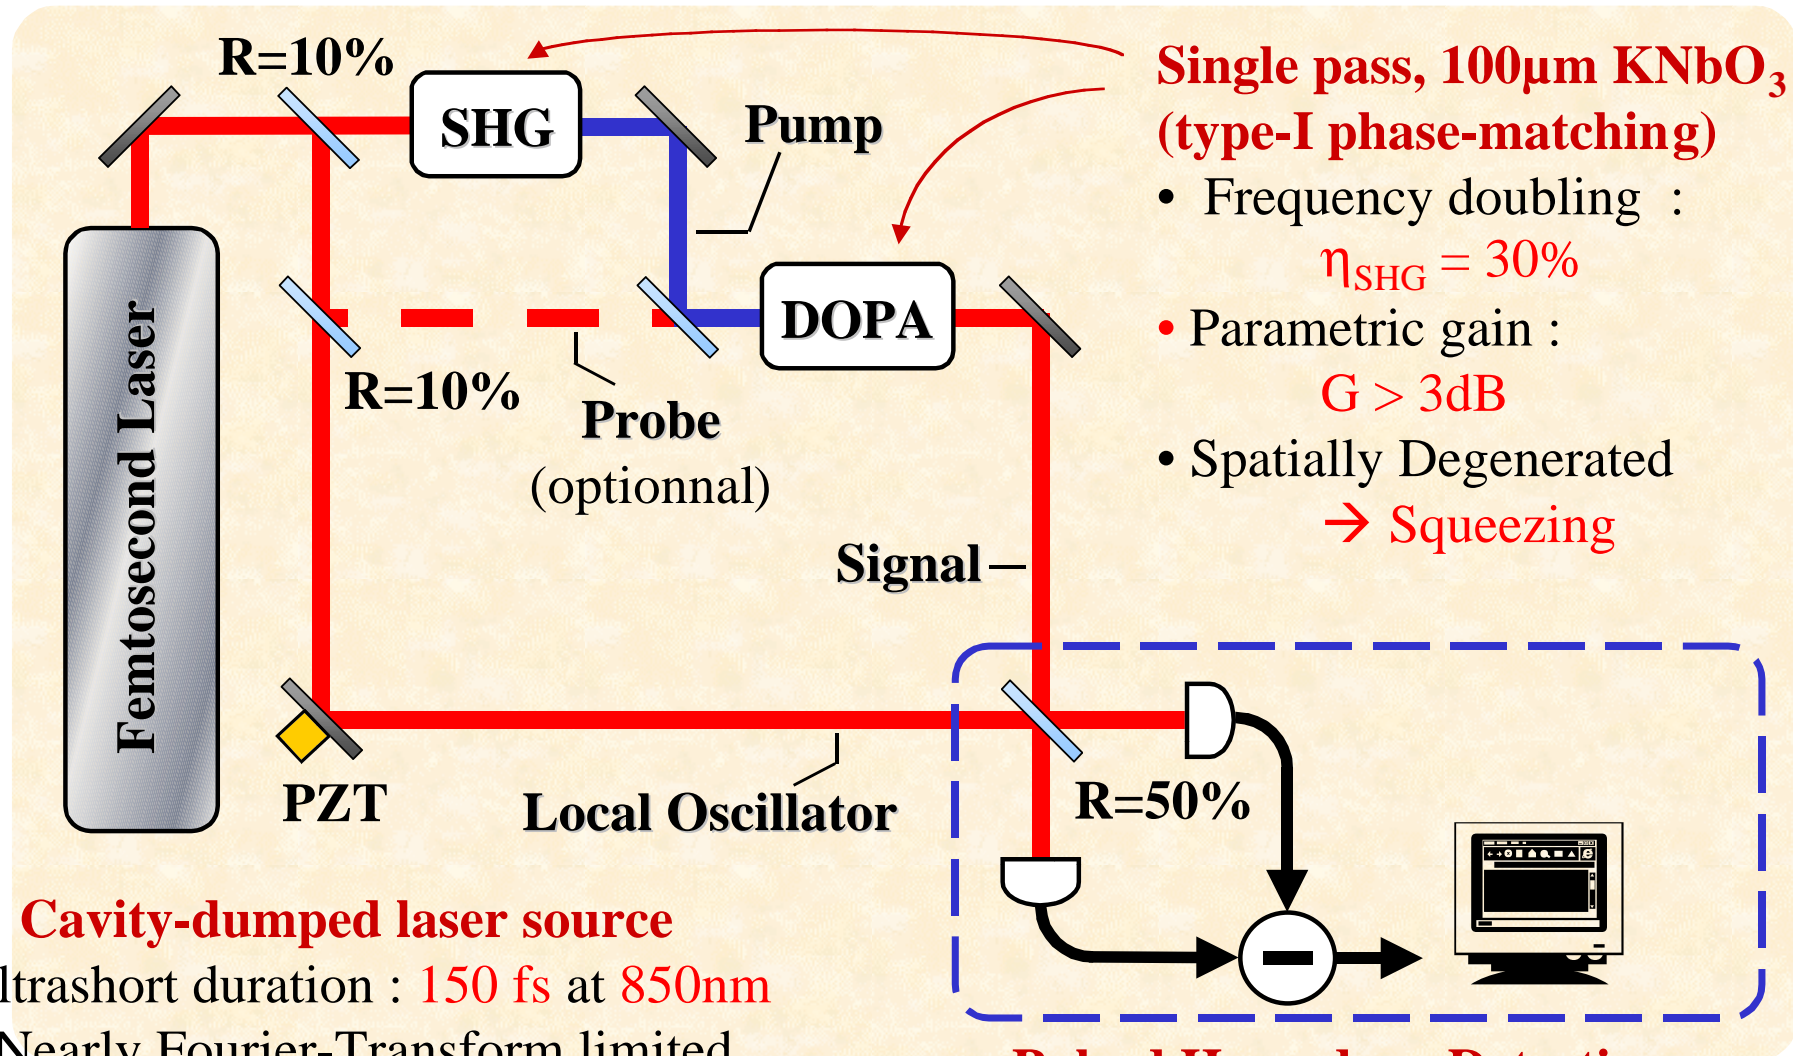 R=10%
SHG
Pump
Single pass, 100µm KNbO3
(type-I phase-matching)
• Frequency doubling :
ηSHG = 30%
• Parametric gain :
G > 3dB
• Spatially Degenerated
→ Squeezing
Femtosecond Laser
DOPA
R=10%
Probe
(optionnal)
Signal
PZT
Local Oscillator
R=50%
Cavity-dumped laser source
ltrashort duration : 150 fs at 850nm
Nearly Fourier-Transform limited